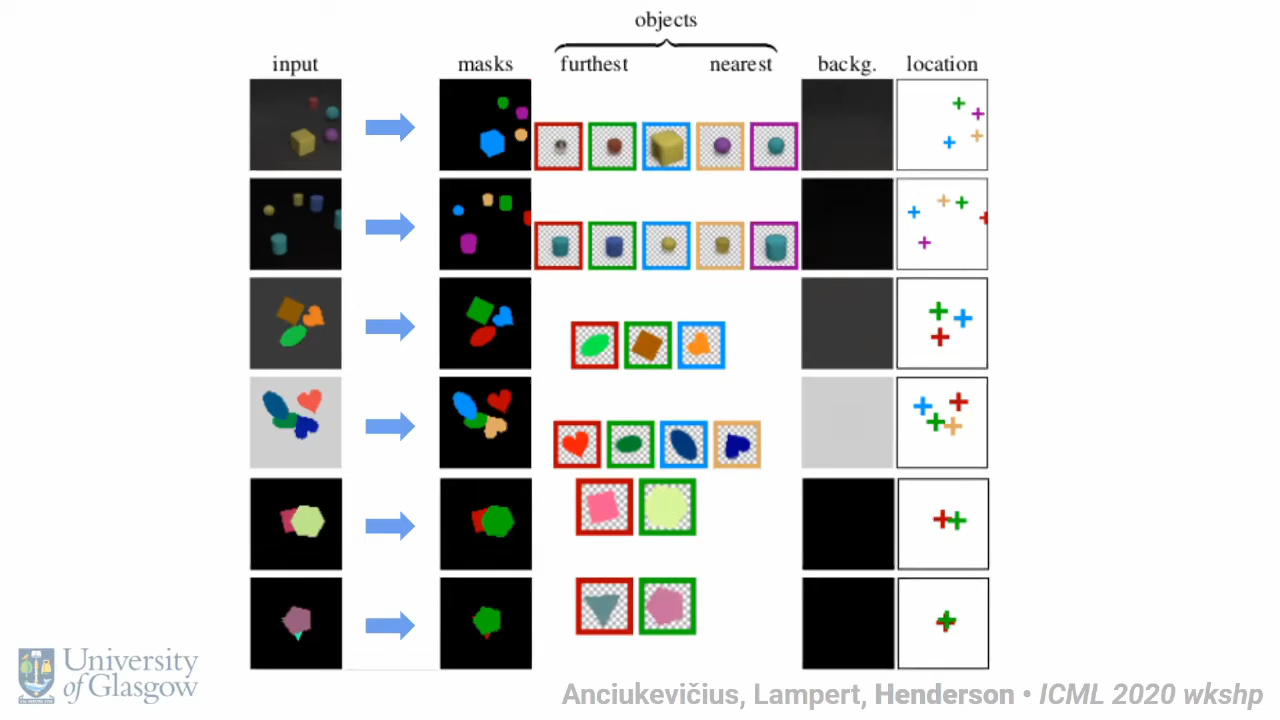 objects
input masks furthest nearest backg. location
University
of Glasgow
Anciukevičius, Lampert, Henderson • ICML 2020 wkshp